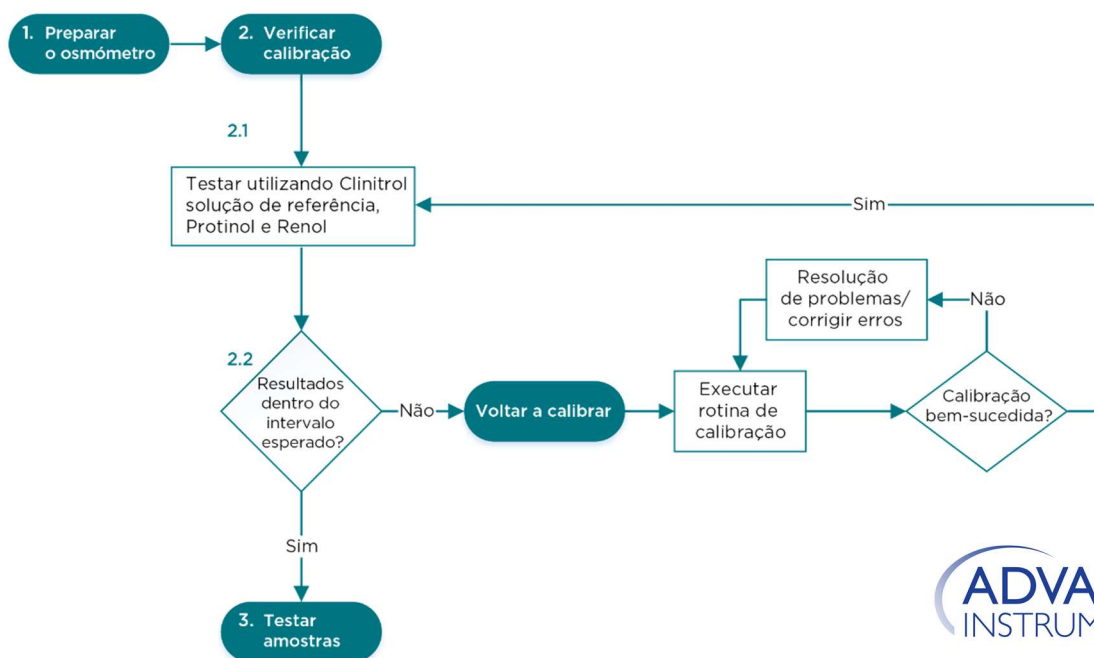 1. Preparar
o osmómetro
2. Verificar
calibração
2.1
Testar utilizando Clinitrol
solução de referência,
Protinol e Renol
Sim
Resolução
de problemas/
corrigir erros
Não
2.2
Resultados
dentro do
intervalo
esperado?
Não
Voltar a calibrar
Executar
rotina de
calibração
Calibração
bem-sucedida?
Sim
3. Testar
amostras
ADVA
INSTRUM